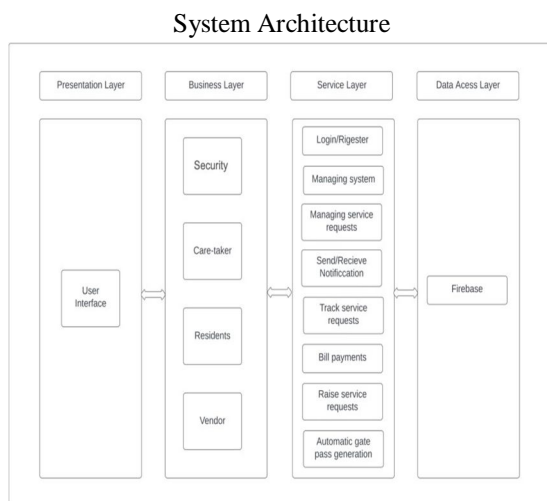 System Architecture
Presentation Layer
Business Layer
Service Layer
Data Acess Layer
User
Interface
Security
Care-taker
Residents
Vendor
Login/Rigester
Managing system
Managing service
requests
Send/Recieve
Notificcation
Track service
requests
Bill payments
Raise service
requests
Automatic gate
pass generation
Firebase